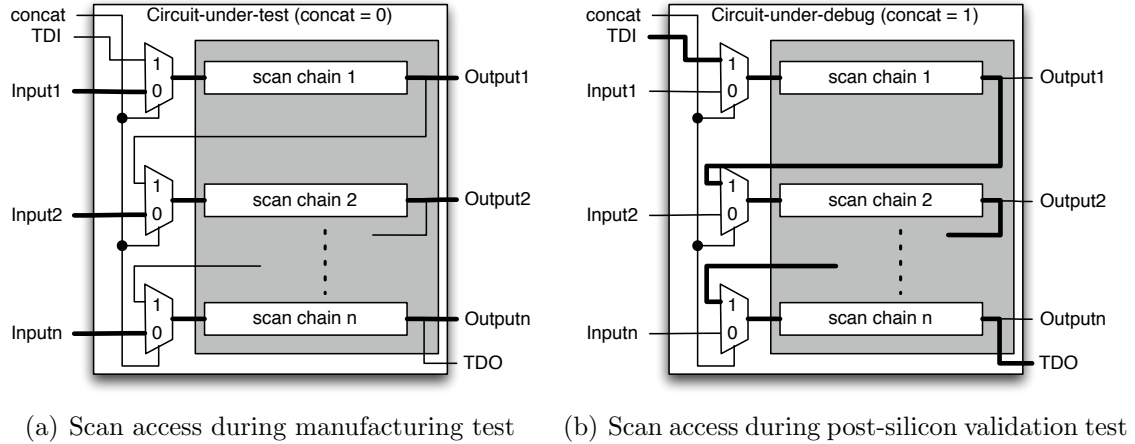 concat
Circuit-under-test (concat = 0)
TDI
1
scan chain 1
Output1
Input1
0
1
scan chain 2
Output2
Input2
0
1
scan chain n
Outputn
Inputn
0
TDO
(a) Scan access during manufacturing test
concat
Circuit-under-debug (concat = 1)
TDI
1
scan chain 1
Output1
Input1
0
1
scan chain 2
Output2
Input2
0
1
scan chain n
Outputn
Inputn
0
TDO
(b) Scan access during post-silicon validation test